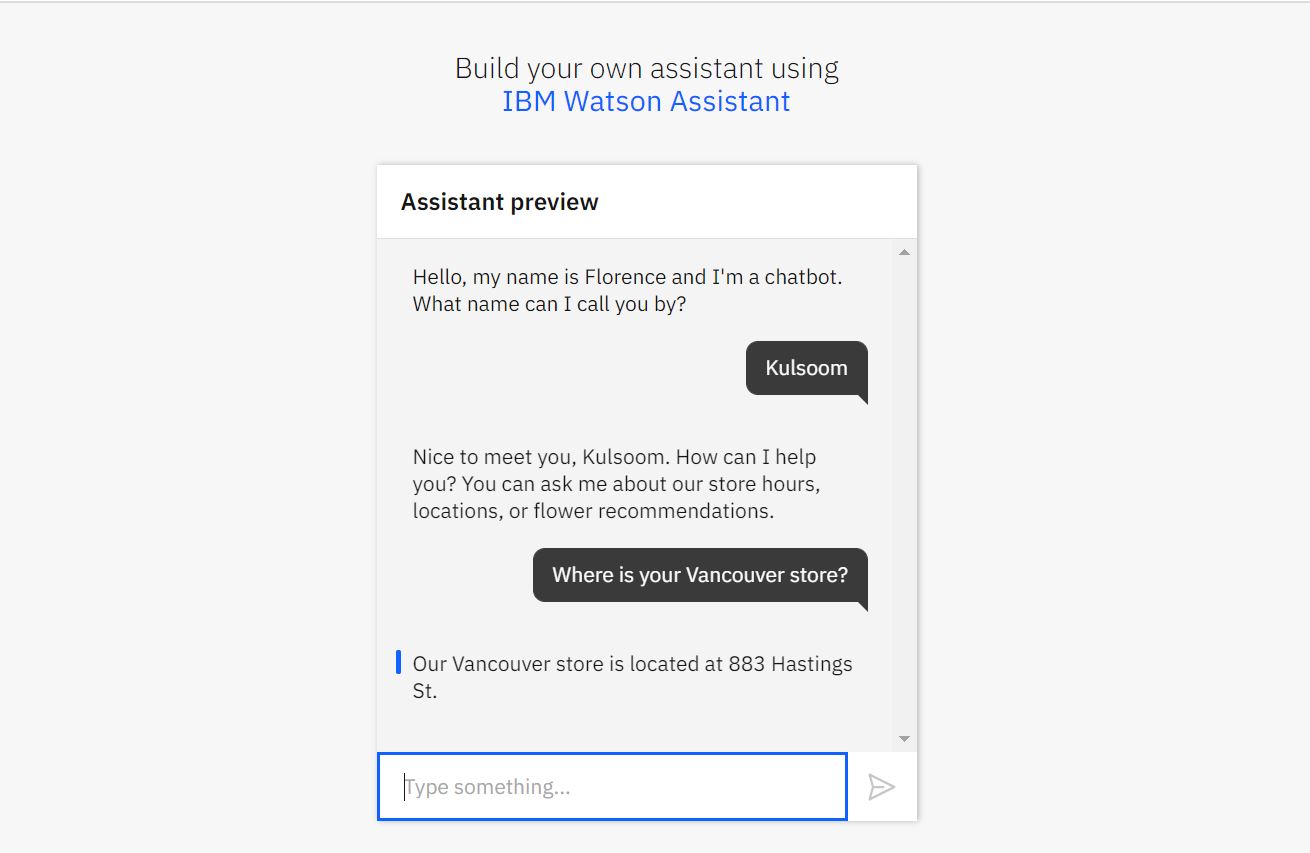 Build your own assistant using
IBM Watson Assistant
Assistant preview
Hello, my name is Florence and I'm a chatbot.
What name can I call you by?
Kulsoom
Nice to meet you, Kulsoom. How can I help
you? You can ask me about our store hours,
locations, or flower recommendations.
Where is your Vancouver store?
Our Vancouver store is located at 883 Hastings
St.
Type something...